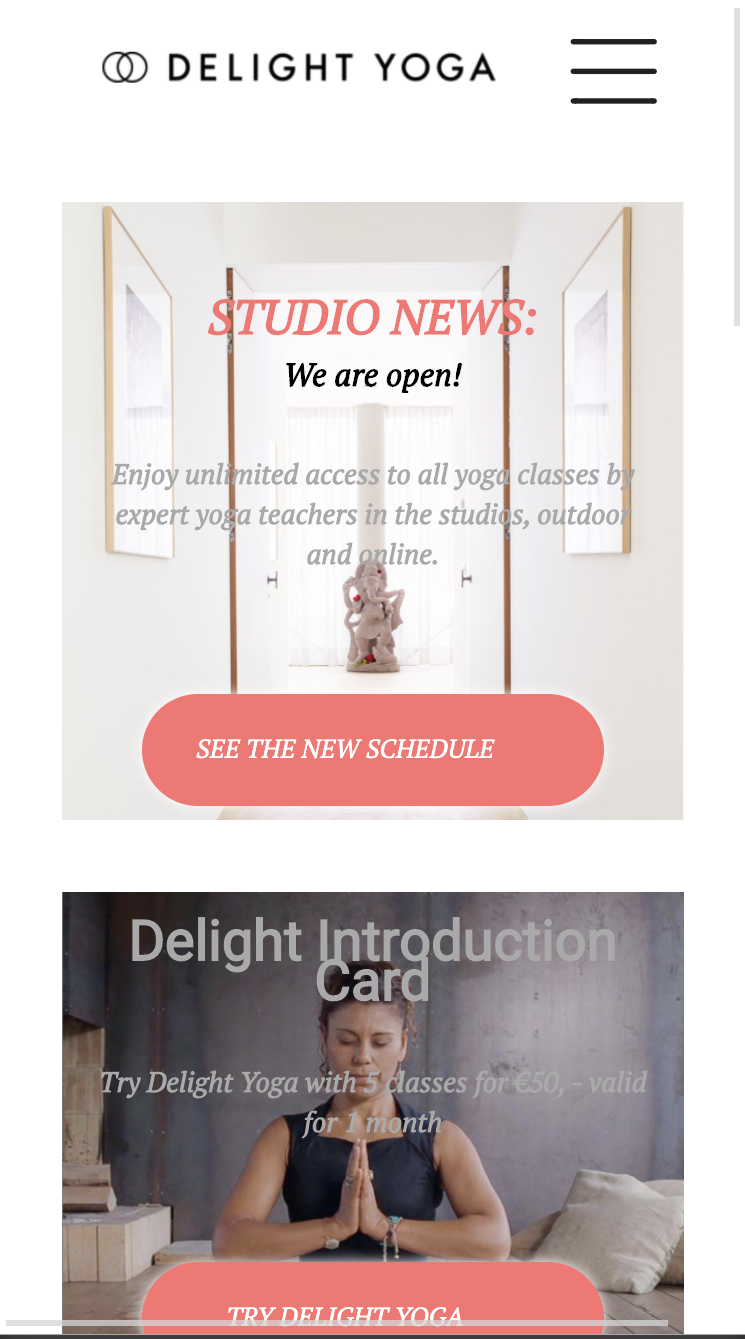 DELIGHT YOGA
STUDIO NEWS:
We are open!
Enjoy unlimited access to all yoga classes by
expert yoga teachers in the studios, outdoor
and online.
SEE THE NEW SCHEDULE
Delight Introduction
Card
Try Delight Yoga with 5 classes for €50, - valid
for 1 month
TRY DELIGHT YOGA